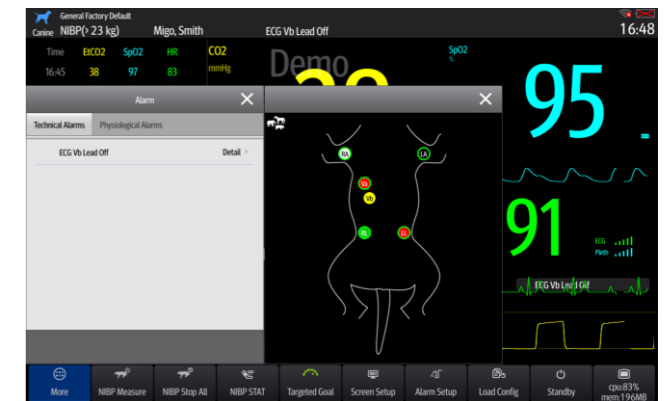 General Factory Default
Canine NIBP(> 23 kg) Migo, Smith ECG Vb Lead Off 16:48
Time EtCO2 SpO2 HR CO2 Demo SpO2
16:45 38 97 83 mmHg %
95
Alarm
Technical Alarms Physiological Alarms
ECG Vb Lead Off Detail
RA LA
Va
Vb
RL LL
91
ECG
Pleth
ECG Vb Lead Off
More NIBP Measure NIBP Stop All NIBP STAT Targeted Goal Screen Setup Alarm Setup Load Config Standby cpu:83%
mem:196MB